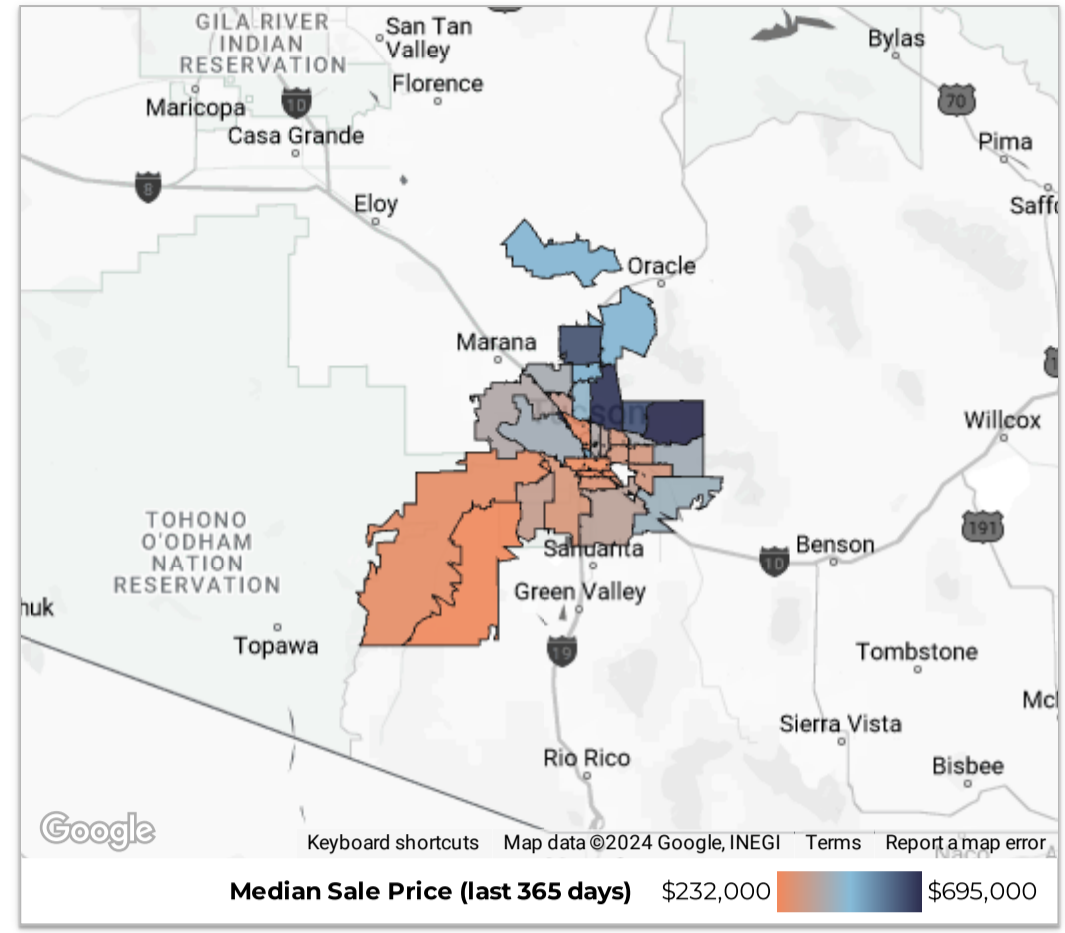 GILA RIVER
INDIAN
RESERVATION
San Tan
Valley
Bylas
Florence
Maricopa
10
70
Casa Grande
Pima
8
Eloy
Saffo
Oracle
Marana
Tucson
Willcox
191
TOHONO
O'ODHAM
NATION
RESERVATION
Sahuarita
10
Benson
Green Valley
huk
Topawa
19
Tombstone
Sierra Vista
Rio Rico
Bisbee
Google
Keyboard shortcuts Map data ©2024 Google, INEGI Terms Report a map error
Naco
Median Sale Price (last 365 days) $232,000 $695,000